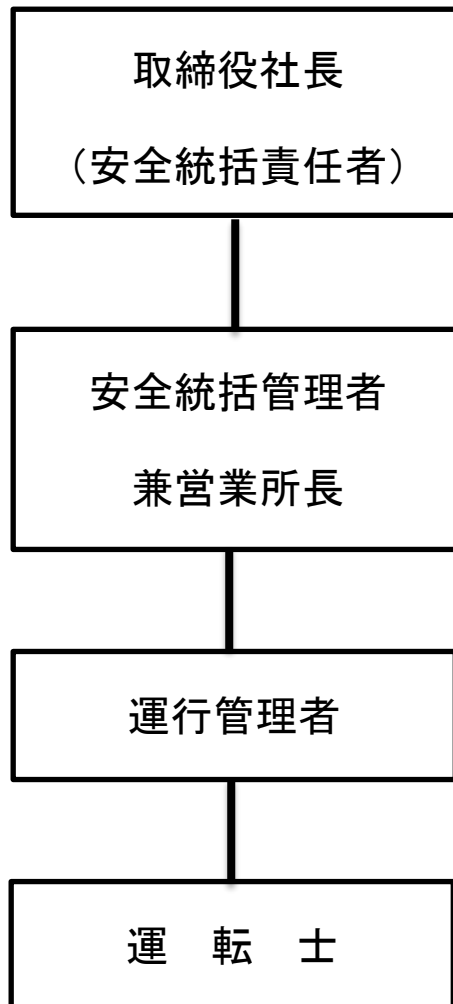 取締役社長
（安全統括責任者）
安全統括管理者
兼営業所長
運行管理者
運　転　士